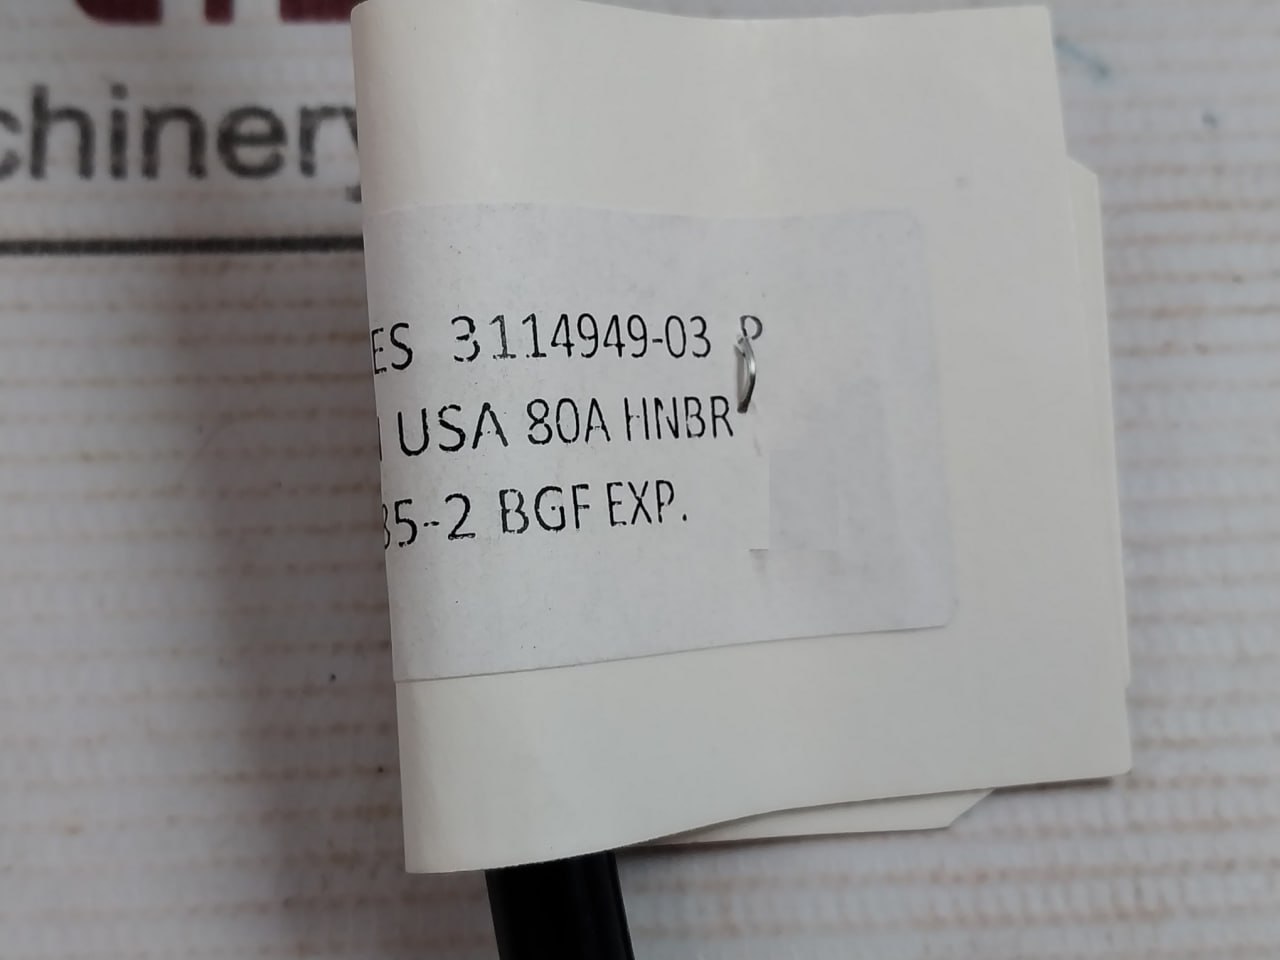 chinery
ES 3114949-03 P
USA 80A HNBR
35-2 BGF EXP.